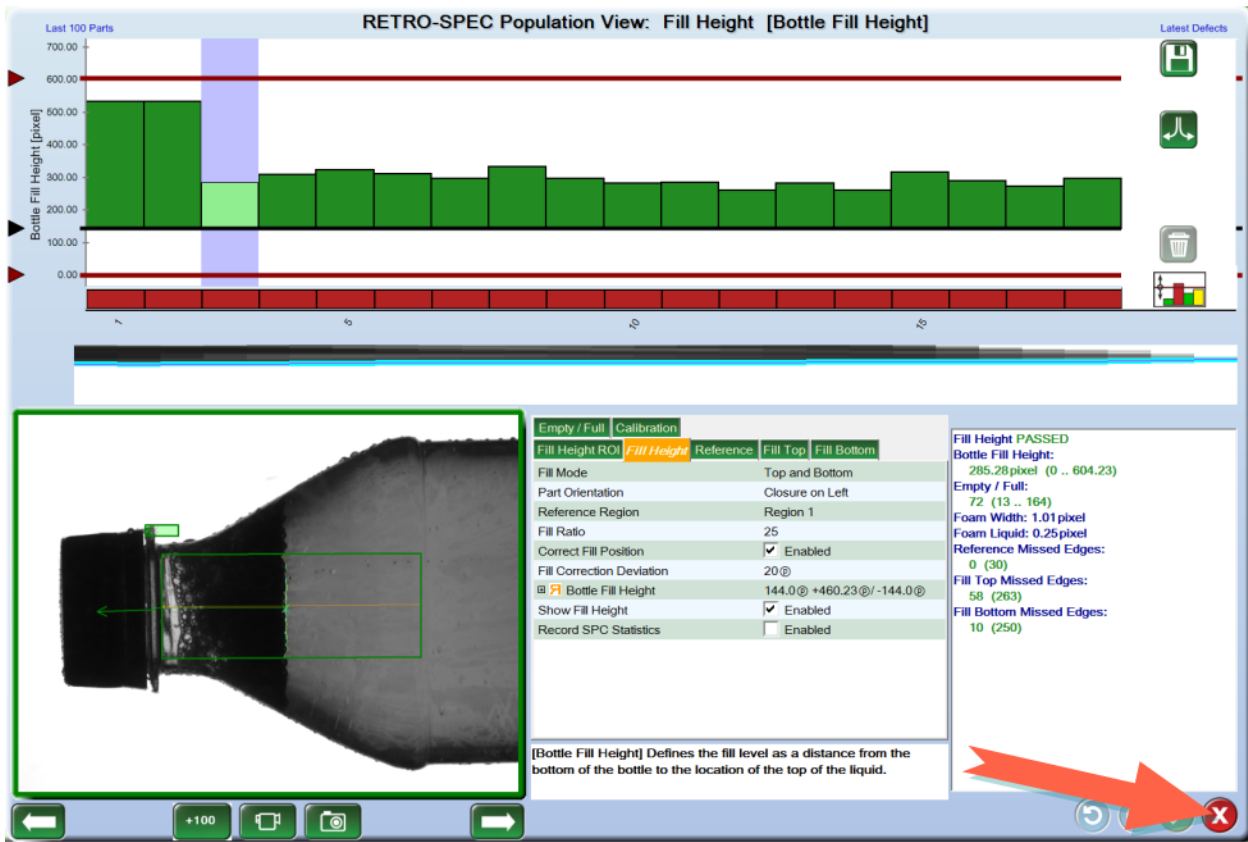 RETRO-SPEC Population View: Fill Height [Bottle Fill Height]
Last 100 Parts
Latest Defects
Bottle Fill Height [pixel]
700.00
600.00
500.00
400.00
300.00
200.00
100.00
0.00
1
5
10
15
Empty / Full Calibration
Fill Height ROI Fill Height Reference Fill Top Fill Bottom
Fill Mode Top and Bottom
Part Orientation Closure on Left
Reference Region Region 1
Fill Ratio 25
Correct Fill Position Enabled
Fill Correction Deviation 20 ⓟ
R Bottle Fill Height 144.0 ⓟ +460.23 ⓟ/ -144.0 ⓟ
Show Fill Height Enabled
Record SPC Statistics Enabled
[Bottle Fill Height] Defines the fill level as a distance from the
bottom of the bottle to the location of the top of the liquid.
Fill Height PASSED
Bottle Fill Height:
285.28pixel (0 .. 604.23)
Empty / Full:
72 (13 .. 164)
Foam Width: 1.01pixel
Foam Liquid: 0.25pixel
Reference Missed Edges:
0 (30)
Fill Top Missed Edges:
58 (263)
Fill Bottom Missed Edges:
10 (250)
+100